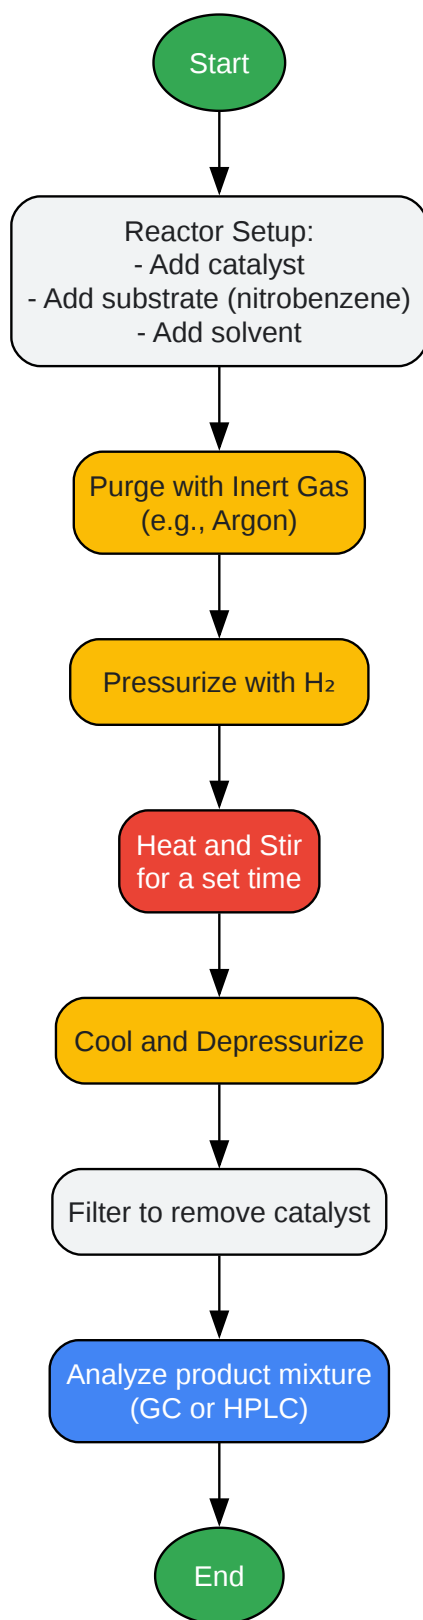 Start
Reactor Setup:
- Add catalyst
- Add substrate (nitrobenzene)
- Add solvent
Purge with Inert Gas
(e.g., Argon)
Pressurize with H₂
Heat and Stir
for a set time
Cool and Depressurize
Filter to remove catalyst
Analyze product mixture
(GC or HPLC)
End